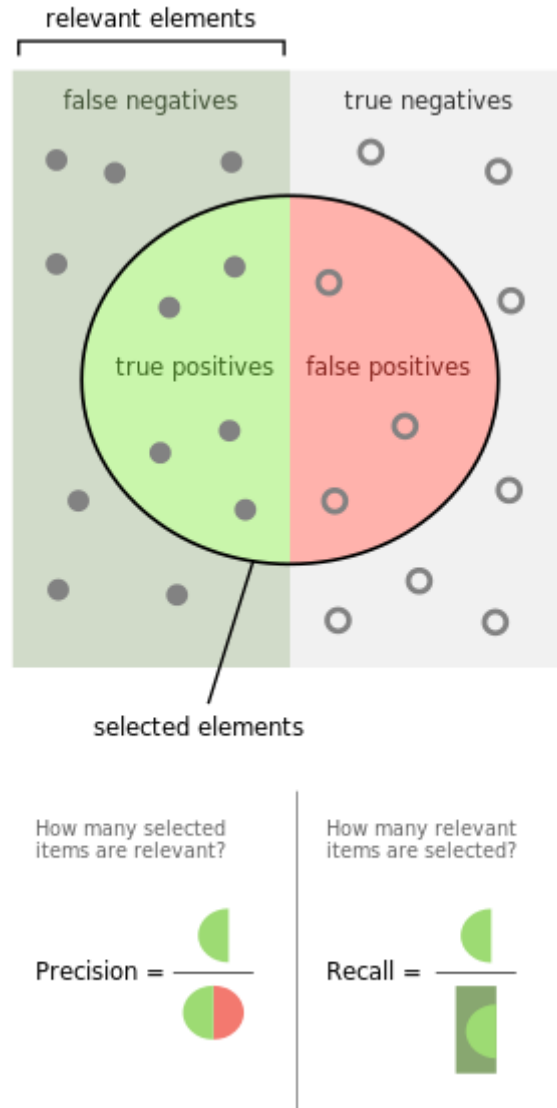 relevant elements
false negatives
true negatives
true positives
false positives
selected elements
How many selected
items are relevant?
How many relevant
items are selected?
Precision =
Recall =